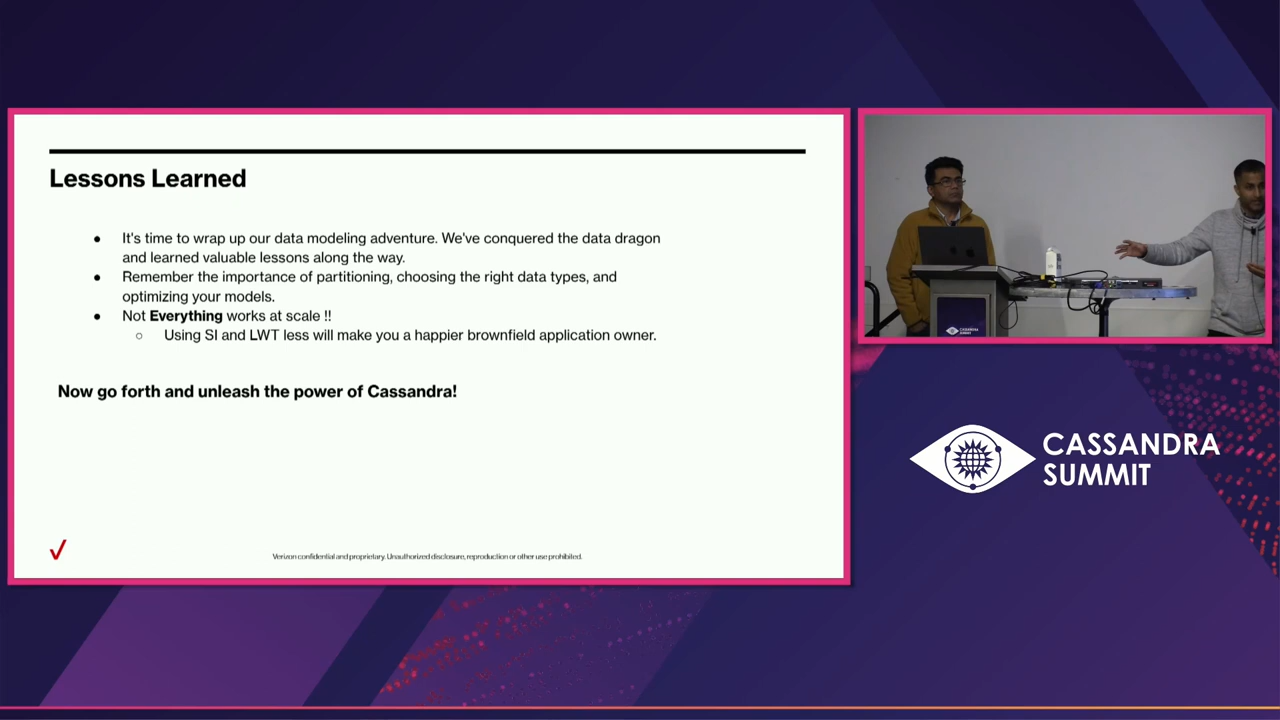 Lessons Learned
● It's time to wrap up our data modeling adventure. We've conquered the data dragon
and learned valuable lessons along the way.
● Remember the importance of partitioning, choosing the right data types, and
optimizing your models.
● Not Everything works at scale !!
○ Using SI and LWT less will make you a happier brownfield application owner.
Now go forth and unleash the power of Cassandra!
Verizon confidential and proprietary. Unauthorized disclosure, reproduction or other use prohibited.
CASSANDRA
SUMMIT
CASSANDRA
SUMMIT